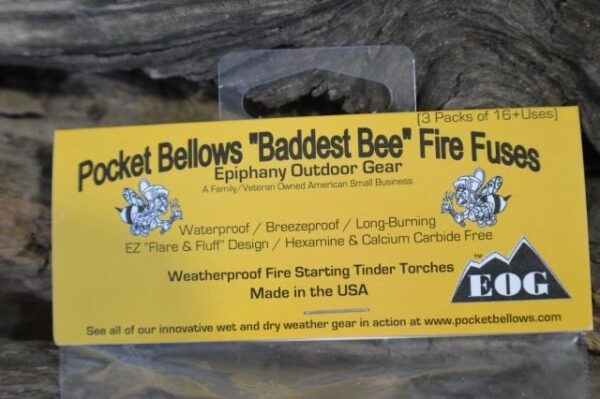 (3 Packs of 16+Uses)
Pocket Bellows "Baddest Bee" Fire Fuses
Epiphany Outdoor Gear
A Family/Veteran Owned American Small Business
Waterproof / Breezeproof / Long-Burning
EZ "Flare & Fluff" Design / Hexamine & Calcium Carbide Free
Weatherproof Fire Starting Tinder Torches
Made in the USA
™
EOG
See all of our innovative wet and dry weather gear in action at www.pocketbellows.com